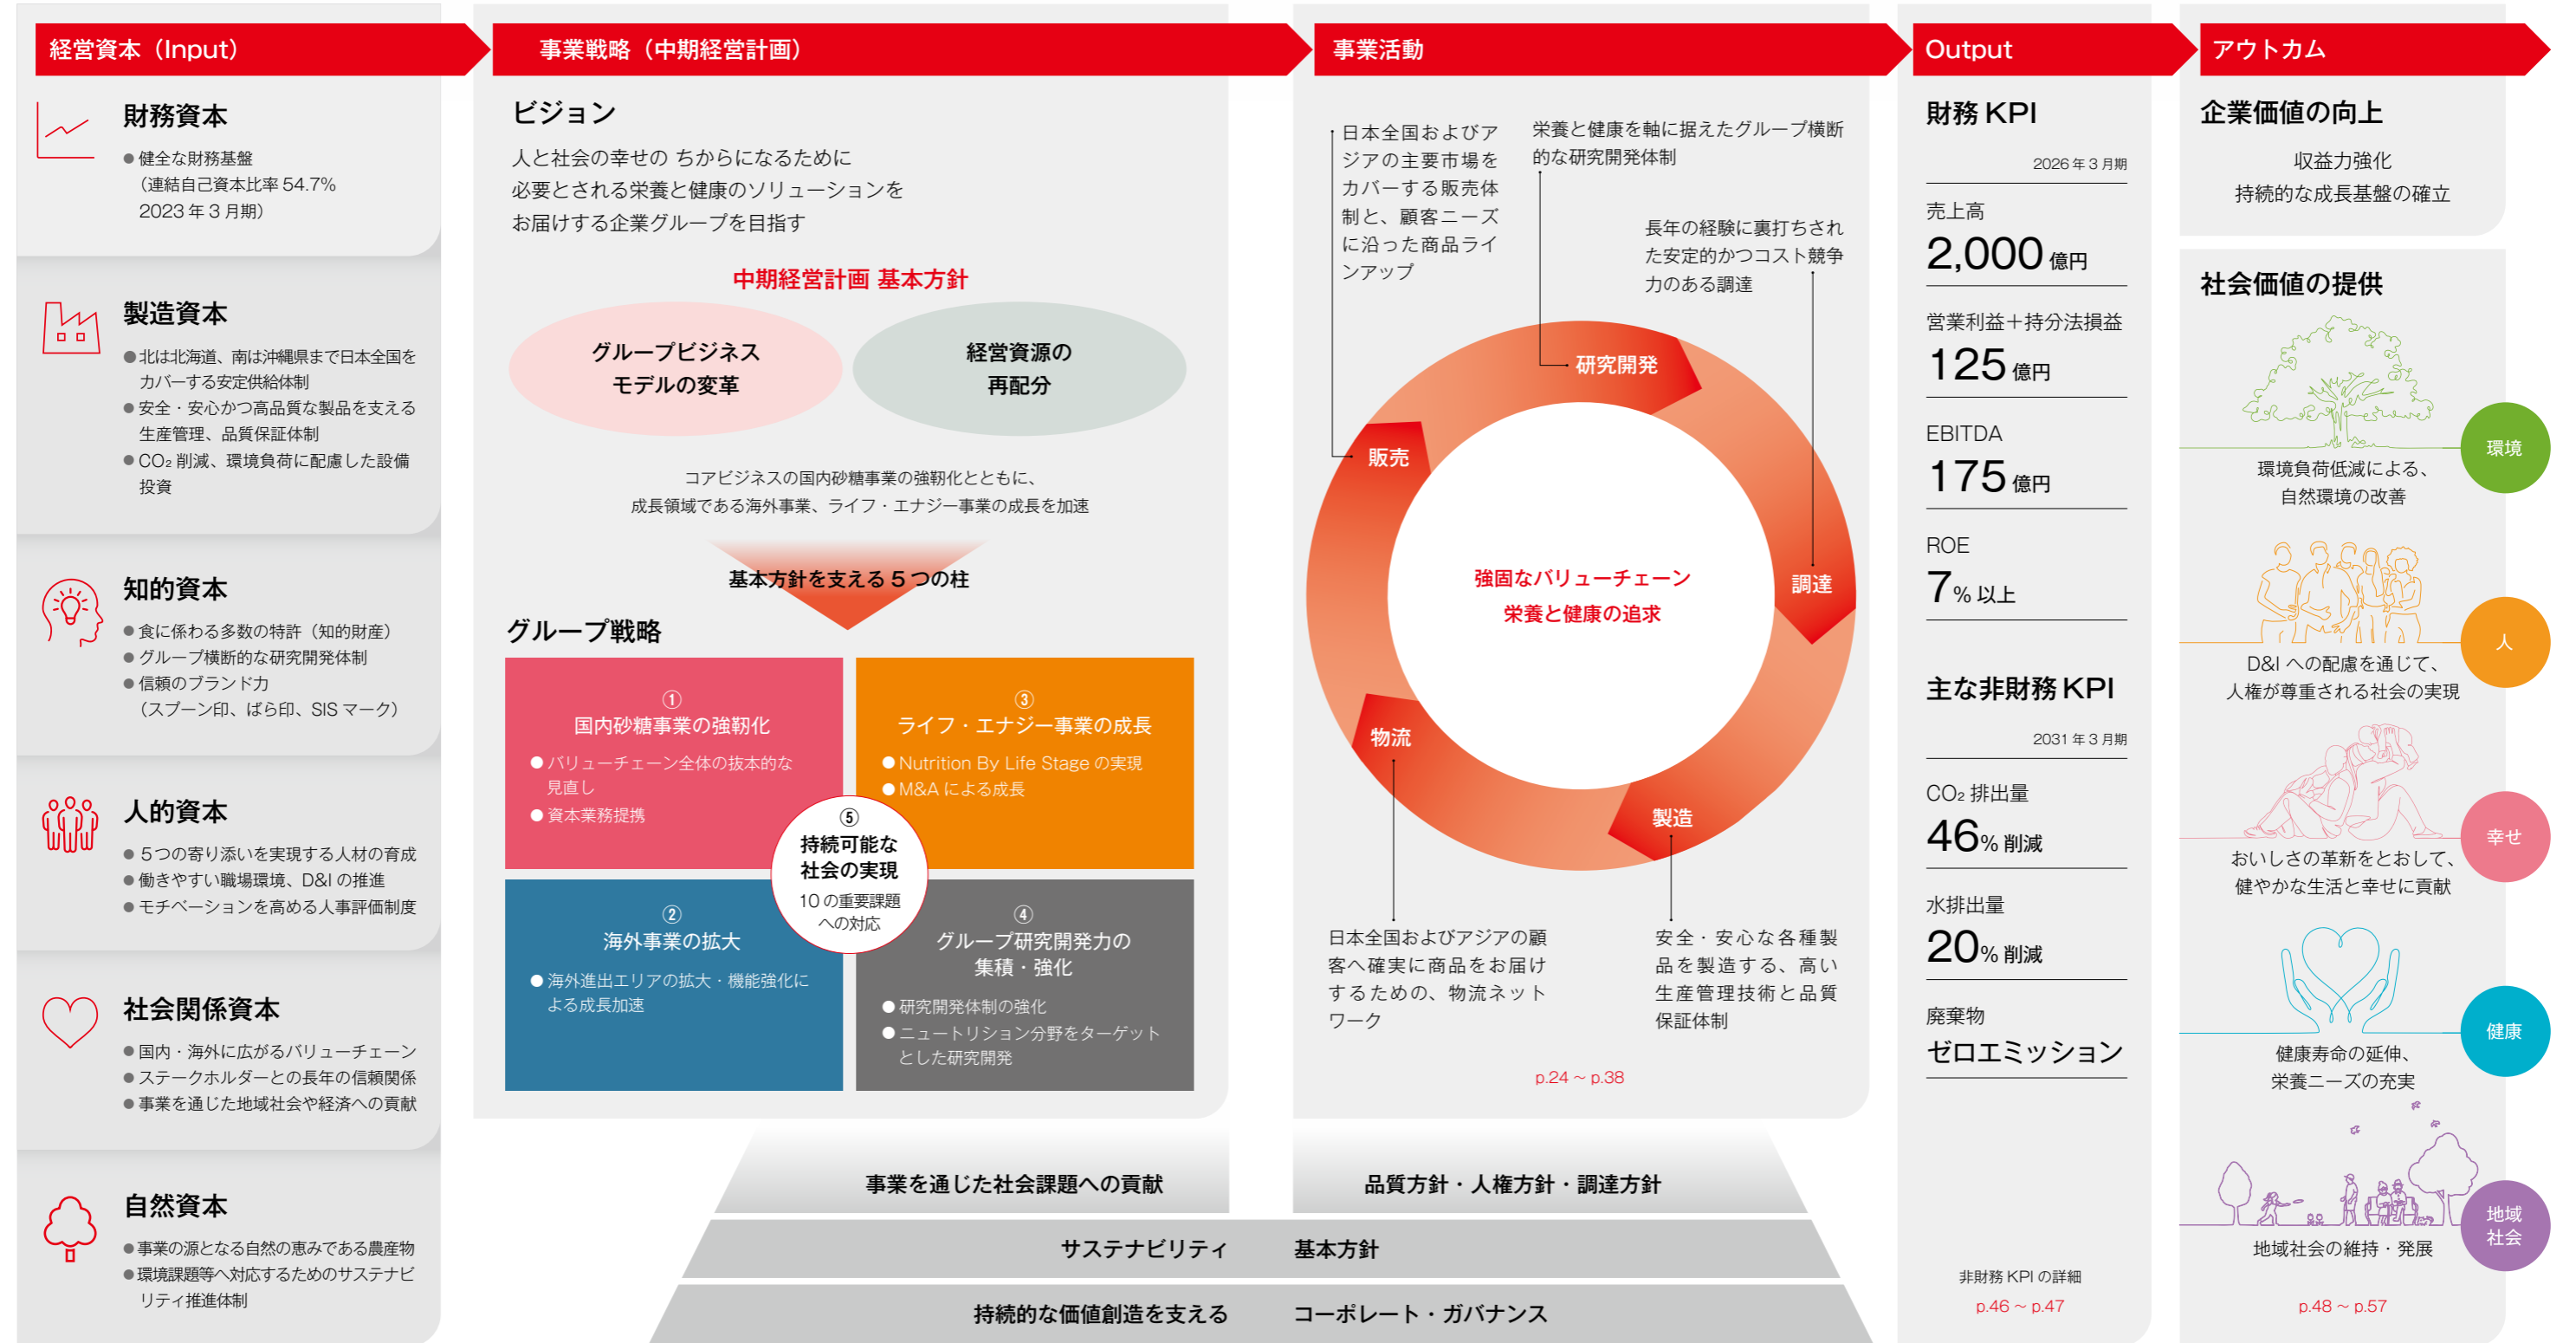 経営資本（Input）
財務資本
●健全な財務基盤
（連結自己資本比率 54.7%
2023 年 3 月期）
製造資本
●北は北海道、南は沖縄県まで日本全国を
カバーする安定供給体制
●安全・安心かつ高品質な製品を支える
生産管理、品質保証体制
●CO₂ 削減、環境負荷に配慮した設備
投資
知的資本
●食に係わる多数の特許（知的財産）
●グループ横断的な研究開発体制
●信頼のブランド力
（スプーン印、ばら印、SIS マーク）
人的資本
●5つの寄り添いを実現する人材の育成
●働きやすい職場環境、D&I の推進
●モチベーションを高める人事評価制度
社会関係資本
●国内・海外に広がるバリューチェーン
●ステークホルダーとの長年の信頼関係
●事業を通じた地域社会や経済への貢献
自然資本
●事業の源となる自然の恵みである農産物
●環境課題等へ対応するためのサステナビ
リティ推進体制
事業戦略（中期経営計画）
ビジョン
人と社会の幸せの ちからになるために
必要とされる栄養と健康のソリューションを
お届けする企業グループを目指す
中期経営計画 基本方針
グループビジネス
モデルの変革
経営資源の
再配分
コアビジネスの国内砂糖事業の強靭化とともに、
成長領域である海外事業、ライフ・エナジー事業の成長を加速
基本方針を支える 5 つの柱
グループ戦略
①
国内砂糖事業の強靭化
●バリューチェーン全体の抜本的な
見直し
●資本業務提携
③
ライフ・エナジー事業の成長
●Nutrition By Life Stage の実現
●M&A による成長
⑤
持続可能な
社会の実現
10 の重要課題
への対応
②
海外事業の拡大
●海外進出エリアの拡大・機能強化に
よる成長加速
④
グループ研究開発力の
集積・強化
●研究開発体制の強化
●ニュートリション分野をターゲット
とした研究開発
事業活動
日本全国およびア
ジアの主要市場を
カバーする販売体
制と、顧客ニーズ
に沿った商品ライ
ンアップ
栄養と健康を軸に据えたグループ横断
的な研究開発体制
長年の経験に裏打ちされ
た安定的かつコスト競争
力のある調達
研究開発
販売
調達
強固なバリューチェーン
栄養と健康の追求
物流
製造
日本全国およびアジアの顧
客へ確実に商品をお届け
するための、物流ネット
ワーク
安全・安心な各種製
品を製造する、高い
生産管理技術と品質
保証体制
p.24 ～ p.38
事業を通じた社会課題への貢献
品質方針・人権方針・調達方針
サステナビリティ 基本方針
持続的な価値創造を支える コーポレート・ガバナンス
Output
財務 KPI
2026 年 3 月期
売上高
2,000 億円
営業利益＋持分法損益
125 億円
EBITDA
175 億円
ROE
7% 以上
主な非財務 KPI
2031 年 3 月期
CO₂ 排出量
46% 削減
水排出量
20% 削減
廃棄物
ゼロエミッション
非財務 KPI の詳細
p.46 ～ p.47
アウトカム
企業価値の向上
収益力強化
持続的な成長基盤の確立
社会価値の提供
環境
環境負荷低減による、
自然環境の改善
人
D&I への配慮を通じて、
人権が尊重される社会の実現
幸せ
おいしさの革新をとおして、
健やかな生活と幸せに貢献
健康
健康寿命の延伸、
栄養ニーズの充実
地域
社会
地域社会の維持・発展
p.48 ～ p.57